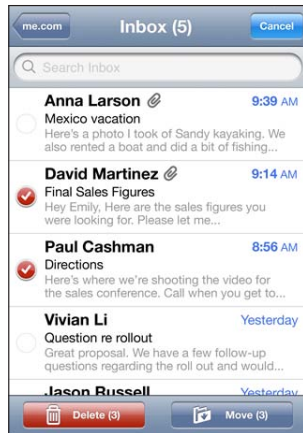 me.com
Inbox (5)
Cancel
Search Inbox
Anna Larson
9:39 AM
Mexico vacation
Here's a photo I took of Sandy kayaking. We
also rented a boat and did a bit of fishing...
David Martinez
9:14 AM
Final Sales Figures
Hey Emily, Here are the sales figures you
were looking for. Please let me...
Paul Cashman
8:56 AM
Directions
Here's where we're shooting the video for
the sales conference. Call when you get to...
Vivian Li
Yesterday
Question re rollout
Great proposal. We have a few follow-up
questions regarding the roll out and would...
Jason Russell
Yesterday
Delete (3)
Move (3)